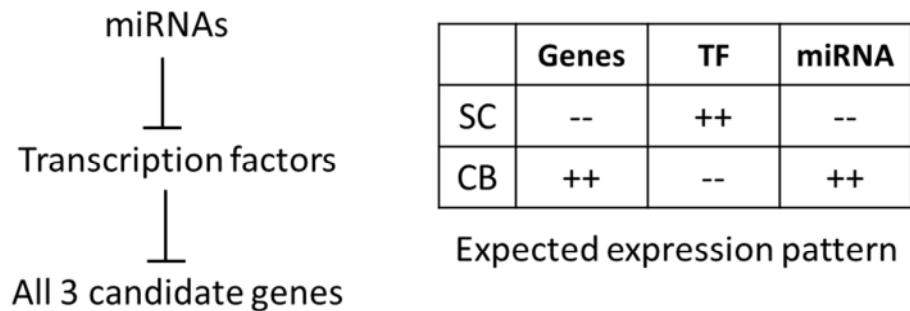 miRNAs
Transcription factors
All 3 candidate genes
Genes TF miRNA
SC -- ++ --
CB ++ -- ++
Expected expression pattern